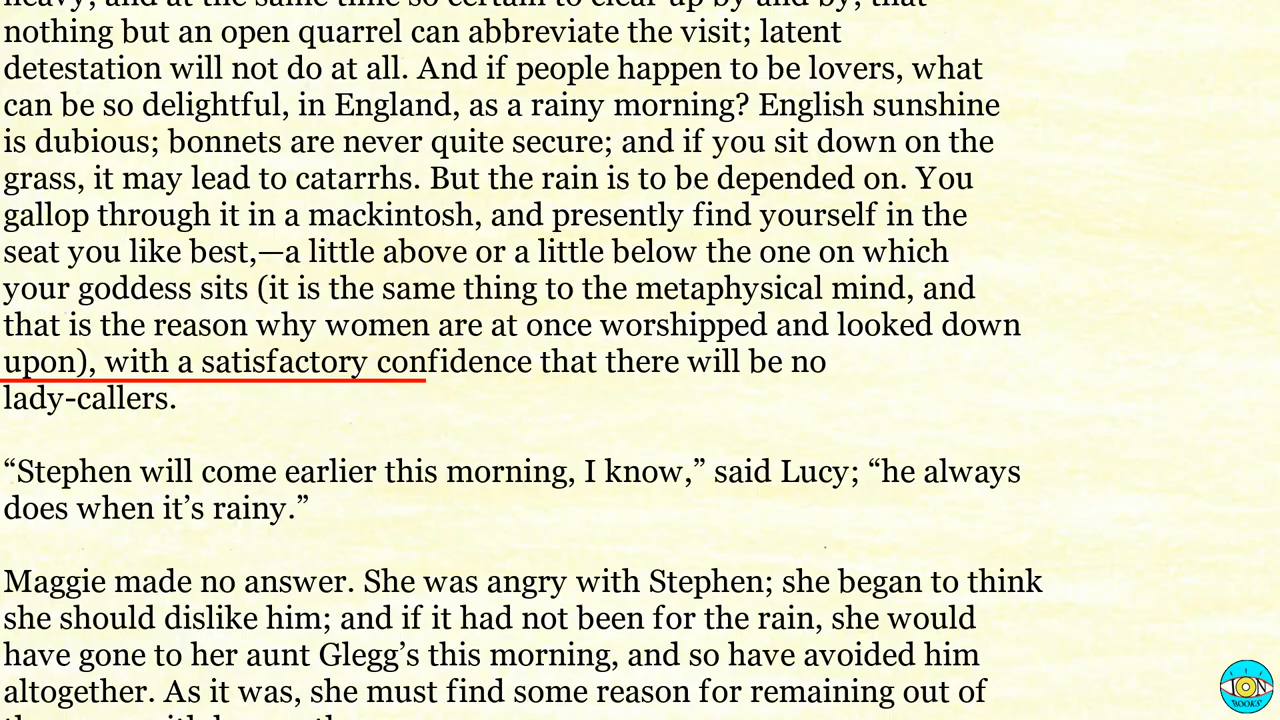 nothing but an open quarrel can abbreviate the visit; latent
detestation will not do at all. And if people happen to be lovers, what
can be so delightful, in England, as a rainy morning? English sunshine
is dubious; bonnets are never quite secure; and if you sit down on the
grass, it may lead to catarrhs. But the rain is to be depended on. You
gallop through it in a mackintosh, and presently find yourself in the
seat you like best,—a little above or a little below the one on which
your goddess sits (it is the same thing to the metaphysical mind, and
that is the reason why women are at once worshipped and looked down
upon), with a satisfactory confidence that there will be no
lady-callers.
“Stephen will come earlier this morning, I know,” said Lucy; “he always
does when it’s rainy.”
Maggie made no answer. She was angry with Stephen; she began to think
she should dislike him; and if it had not been for the rain, she would
have gone to her aunt Glegg’s this morning, and so have avoided him
altogether. As it was, she must find some reason for remaining out of
ION
BOOKS